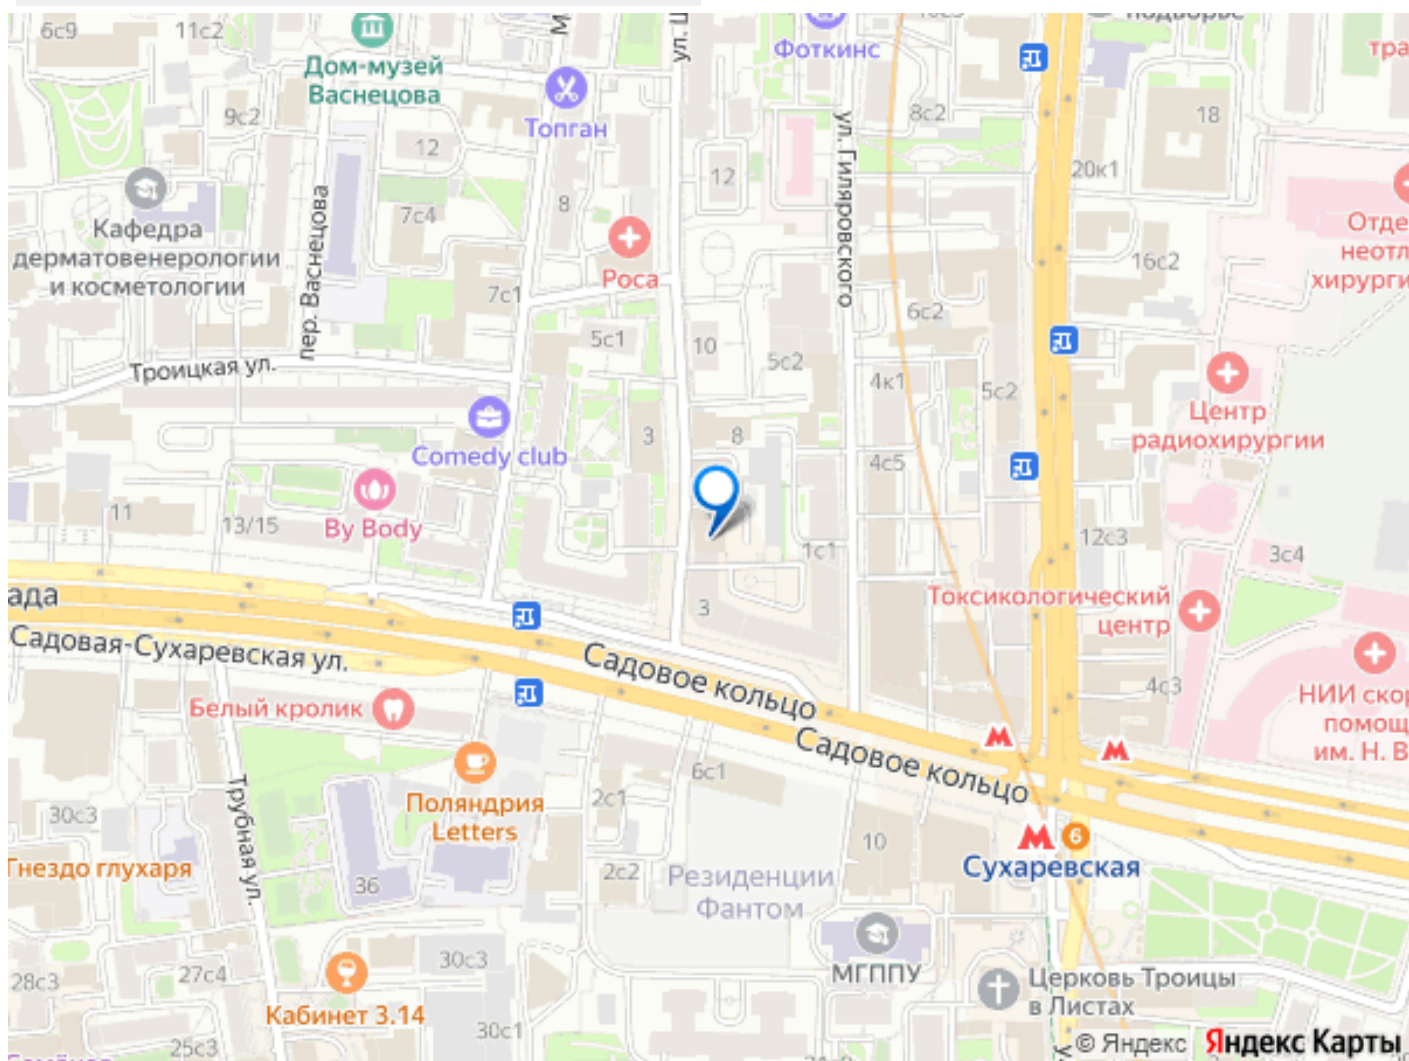 6с9
11с2
М
ул. Ц
подворье
Фоткинс
тра
Дом-музей
Васнецова
Топган
9с2
12
8с2
18
ул. Гиляровского
20к1
12
Кафедра
дерматовенерологии
и косметологии
пер. Васнецова
7с4
8
Роса
Отде
неотл
хирурги
16с2
7с1
6с2
5с1
10
5с2
Троицкая ул.
4к1
5с2
Центр
радиохирургии
Comedy club
3
8
4с5
11
13/15
By Body
1с1
12с3
3с4
ада
Токсикологический
центр
3
Садовая-Сухаревская ул.
Садовое кольцо
4с3
НИИ скор
помощ
им. Н. В
Белый кролик
Садовое кольцо
6с1
Трубная ул.
Поляндрия
Letters
2с1
30с3
10
6
Сухаревская
Гнездо глухаря
36
2с2
Резиденции
Фантом
30с3
МГППУ
28с3
27с4
Церковь Троицы
в Листах
Кабинет 3.14
30с1
25с3
© Яндекс Яндекс Карты